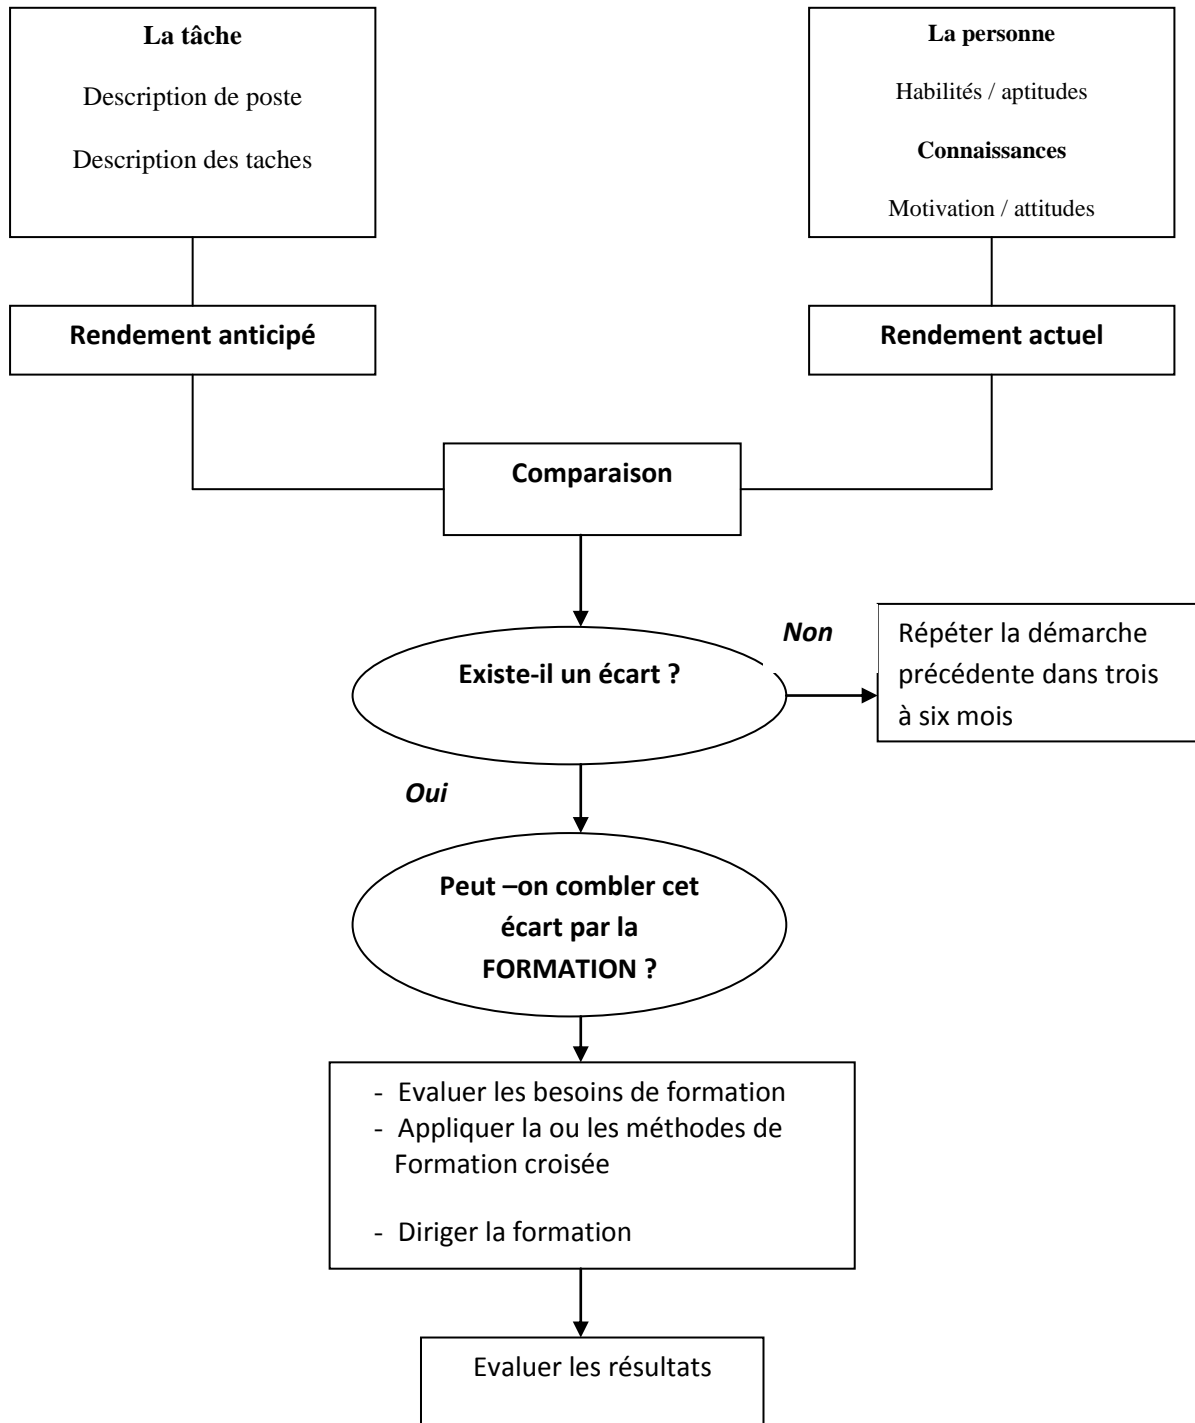 La tâche
Description de poste
Description des taches
La personne
Habilités / aptitudes
Connaissances
Motivation / attitudes
Rendement anticipé
Rendement actuel
Comparaison
Existe-il un écart ?
Non
Répéter la démarche
précédente dans trois
à six mois
Oui
Peut –on combler cet
écart par la
FORMATION ?
- Evaluer les besoins de formation
- Appliquer la ou les méthodes de
Formation croisée
- Diriger la formation
Evaluer les résultats